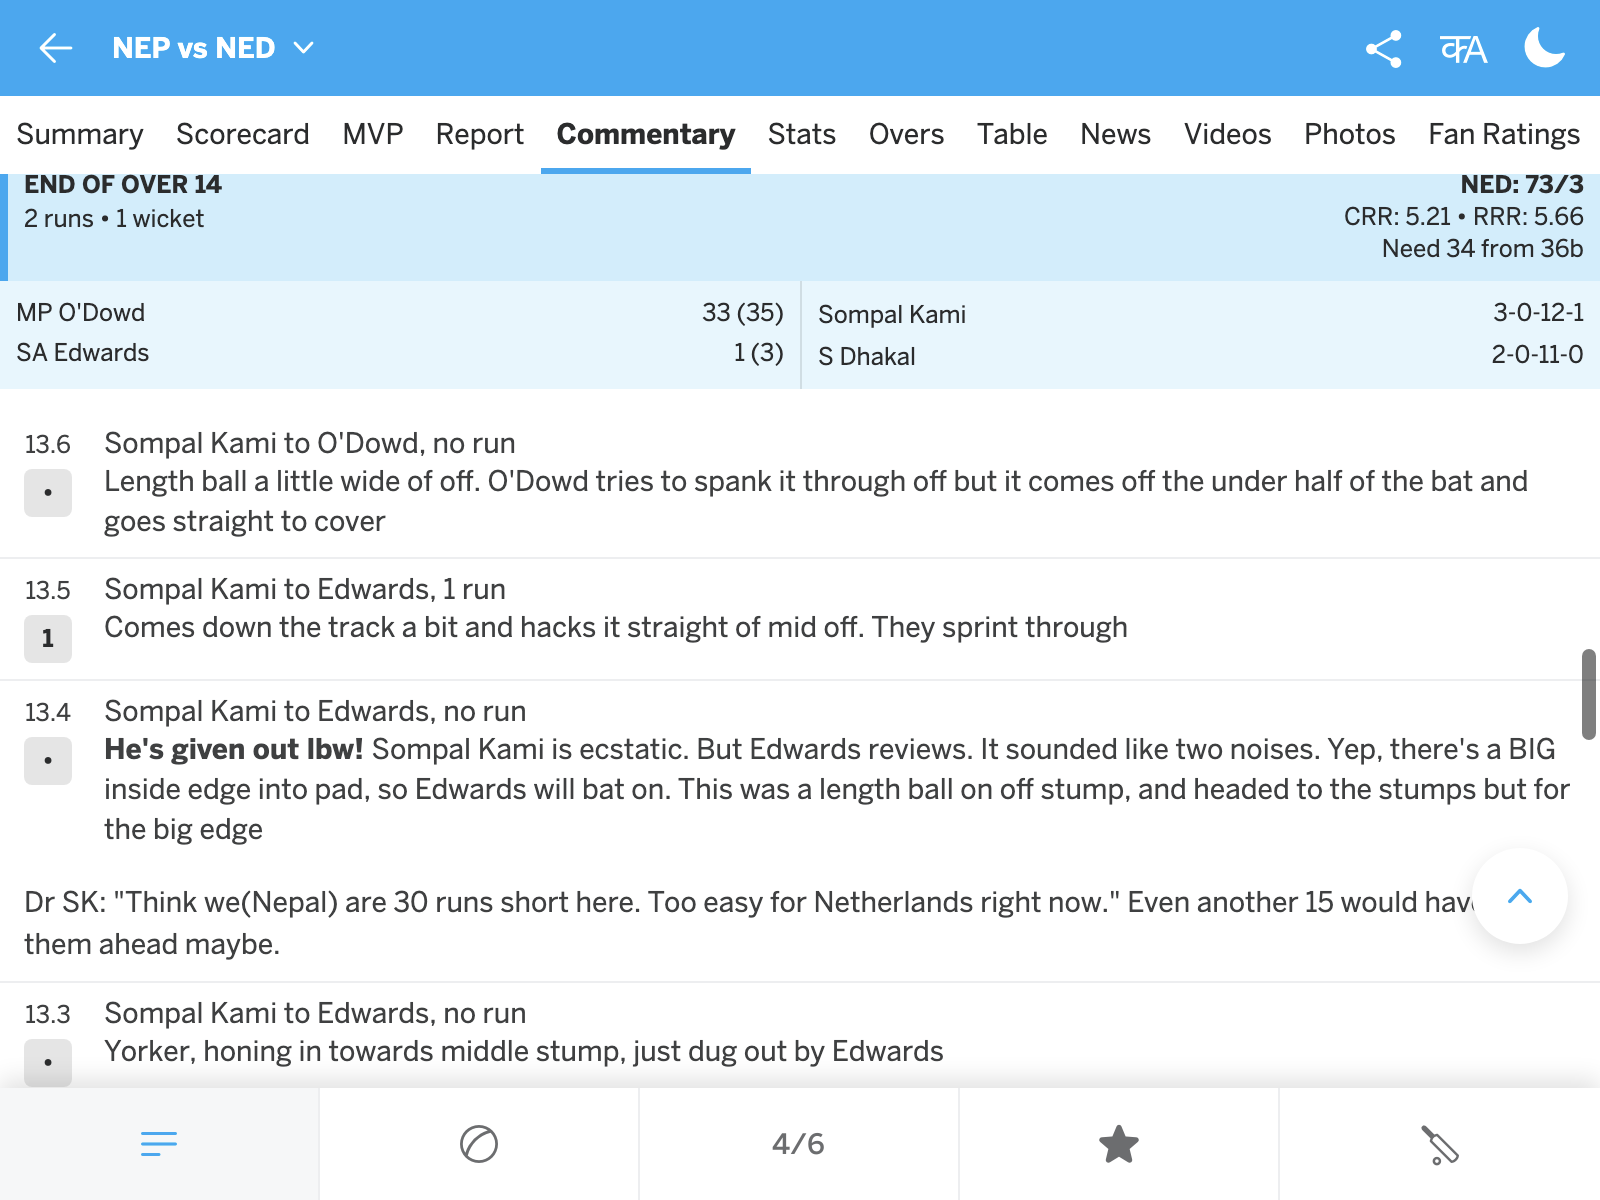 NEP vs NED
Summary Scorecard MVP Report Commentary Stats Overs Table News Videos Photos Fan Ratings
END OF OVER 14
NED: 73/3
2 runs • 1 wicket
CRR: 5.21 • RRR: 5.66
Need 34 from 36b
MP O'Dowd 33 (35)
SA Edwards 1 (3)
Sompal Kami 3-0-12-1
S Dhakal 2-0-11-0
13.6 Sompal Kami to O'Dowd, no run
• Length ball a little wide of off. O'Dowd tries to spank it through off but it comes off the under half of the bat and
goes straight to cover
13.5 Sompal Kami to Edwards, 1 run
1 Comes down the track a bit and hacks it straight of mid off. They sprint through
13.4 Sompal Kami to Edwards, no run
• He's given out lbw! Sompal Kami is ecstatic. But Edwards reviews. It sounded like two noises. Yep, there's a BIG
inside edge into pad, so Edwards will bat on. This was a length ball on off stump, and headed to the stumps but for
the big edge
Dr SK: "Think we(Nepal) are 30 runs short here. Too easy for Netherlands right now." Even another 15 would
them ahead maybe.
13.3 Sompal Kami to Edwards, no run
• Yorker, honing in towards middle stump, just dug out by Edwards
4/6